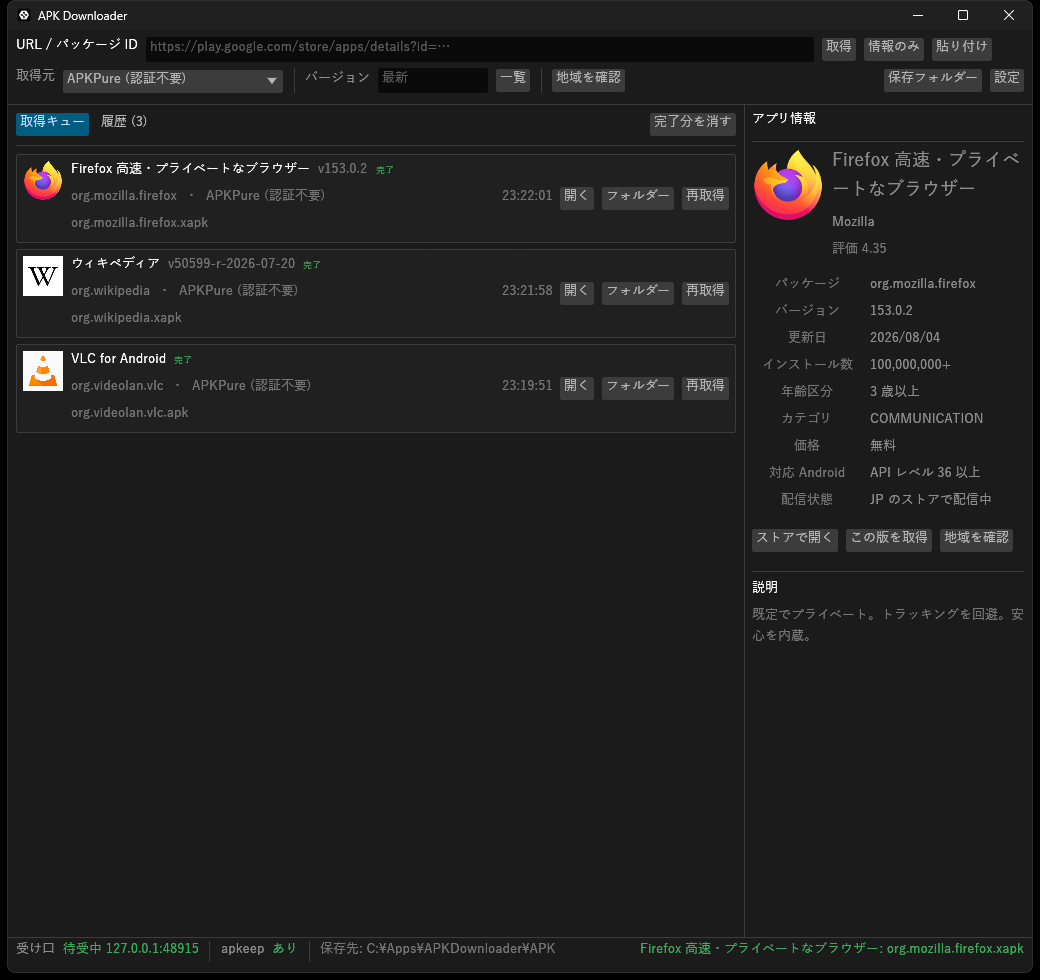 APK Downloader
URL / パッケージ ID https://play.google.com/store/apps/details?id=… 取得 情報のみ 貼り付け
取得元 APKPure (認証不要) バージョン 最新 一覧 地域を確認 保存フォルダー 設定
取得キュー 履歴 (3) 完了分を消す
Firefox 高速・プライベートなブラウザー v153.0.2 完了
org.mozilla.firefox ・ APKPure (認証不要) 23:22:01 開く フォルダー 再取得
org.mozilla.firefox.xapk
ウィキペディア v50599-r-2026-07-20 完了
org.wikipedia ・ APKPure (認証不要) 23:21:58 開く フォルダー 再取得
org.wikipedia.xapk
VLC for Android 完了
org.videolan.vlc ・ APKPure (認証不要) 23:19:51 開く フォルダー 再取得
org.videolan.vlc.apk
アプリ情報
Firefox 高速・プライベ
ートなブラウザー
Mozilla
評価 4.35
パッケージ org.mozilla.firefox
バージョン 153.0.2
更新日 2026/08/04
インストール数 100,000,000+
年齢区分 3 歳以上
カテゴリ COMMUNICATION
価格 無料
対応 Android API レベル 36 以上
配信状態 JP のストアで配信中
ストアで開く この版を取得 地域を確認
説明
既定でプライベート。トラッキングを回避。安
心を内蔵。
受け口 待受中 127.0.0.1:48915 apkeep あり 保存先: C:¥Apps¥APKDownloader¥APK Firefox 高速・プライベートなブラウザー: org.mozilla.firefox.xapk